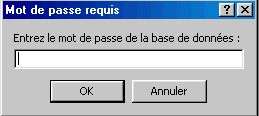 Mot de passe requis
Entrez le mot de passe de la base de données :
OK
Annuler